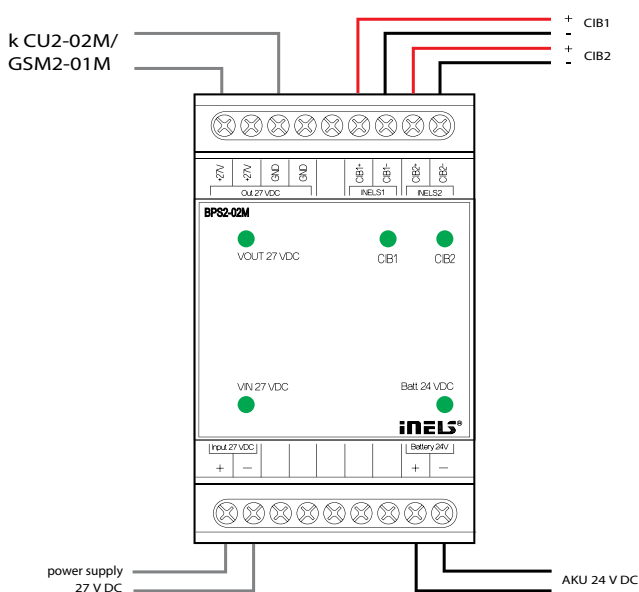 k CU2-02M/
GSM2-01M
+ CIB1
-
+ CIB2
-
+27V +27V GND GND CIB1+ CIB1- CIB2+ CIB2-
Out 27 VDC INELS1 INELS2
BPS2-02M
VOUT 27 VDC CIB1 CIB2
VIN 27 VDC Batt 24 VDC
iNELS®
Input 27 VDC Battery 24V
+ − + −
power supply
27 V DC
AKU 24 V DC